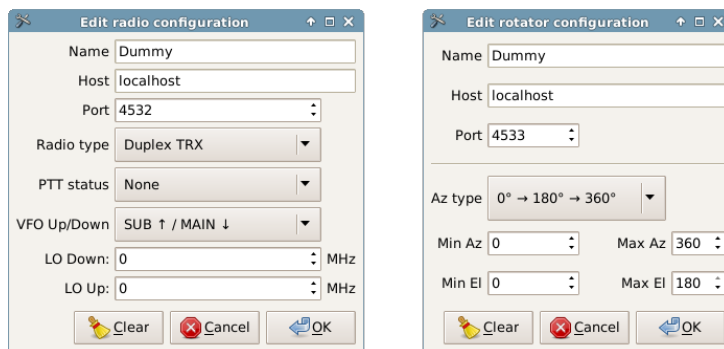 Edit radio configuration
Name Dummy
Host localhost
Port 4532
Radio type Duplex TRX
PTT status None
VFO Up/Down SUB ↑ / MAIN ↓
LO Down: 0 MHz
LO Up: 0 MHz
Clear Cancel OK
Edit rotator configuration
Name Dummy
Host localhost
Port 4533
Az type 0° → 180° → 360°
Min Az 0 Max Az 360
Min El 0 Max El 180
Clear Cancel OK